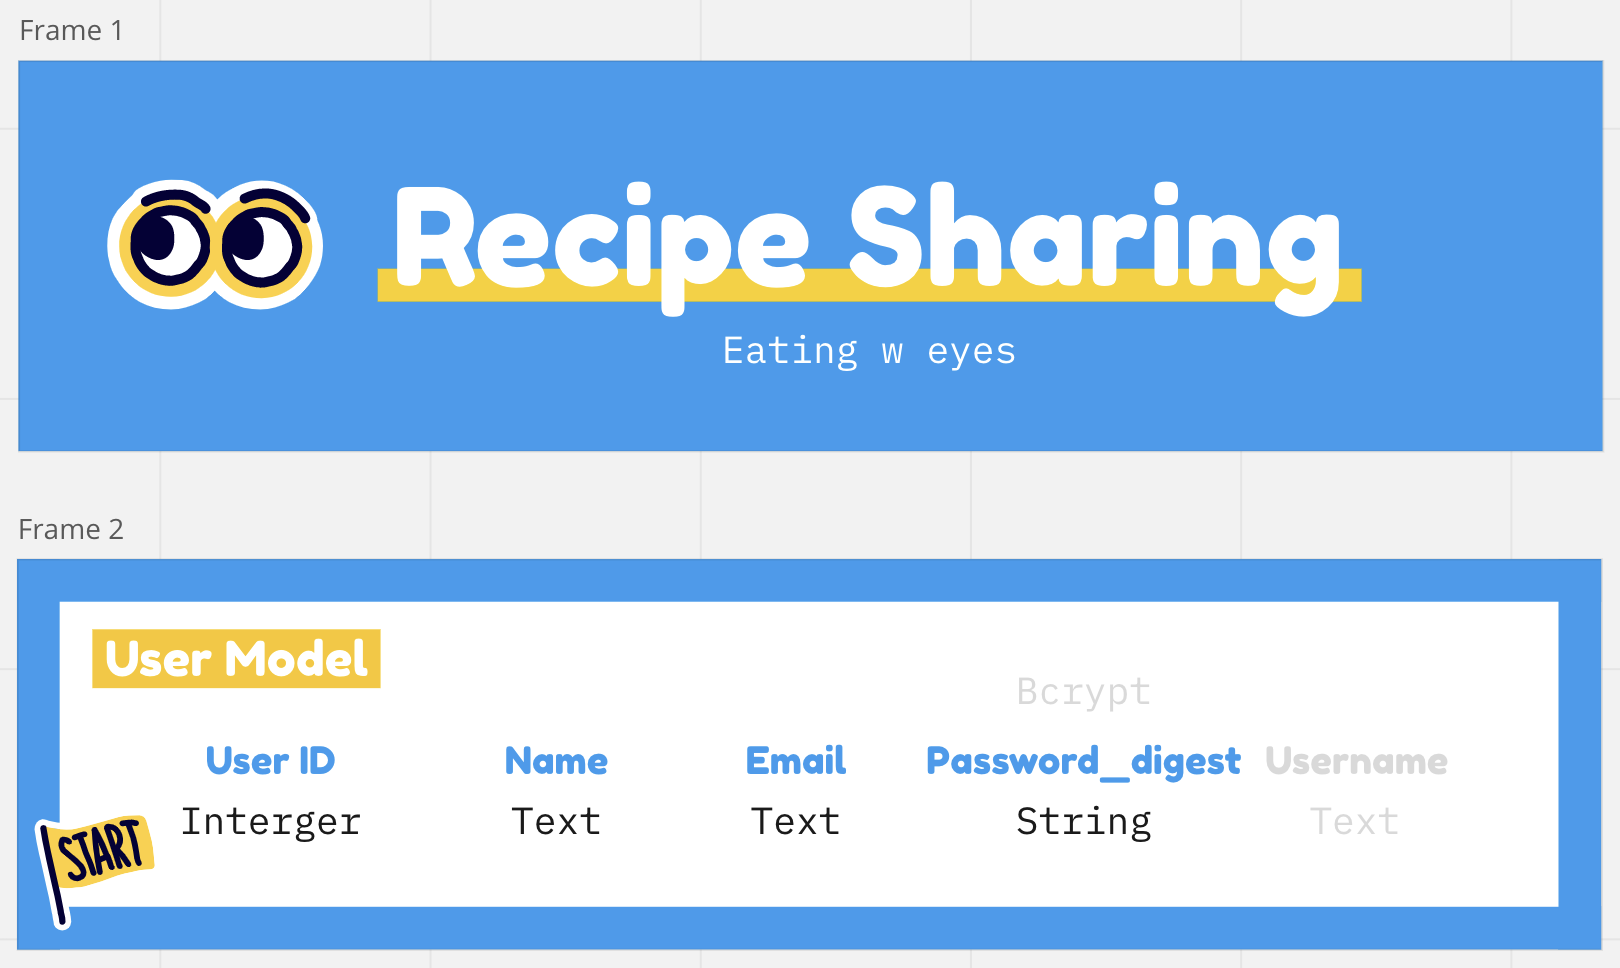 Frame 1
Recipe Sharing
Eating w eyes
Frame 2
User Model
Bcrypt
User ID Name Email Password_digest Username
Interger Text Text String Text
START